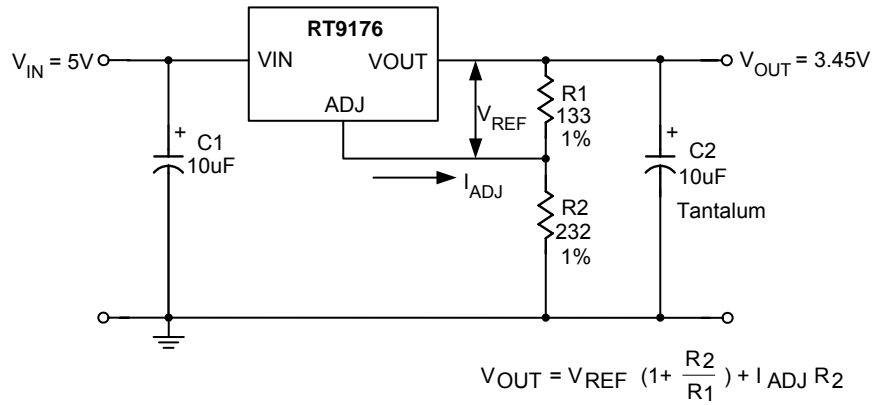 RT9176
VIN = 5V
VIN
VOUT
VOUT = 3.45V
ADJ
VREF
R1
133
1%
+
C1
10uF
+
C2
10uF
Tantalum
IADJ
R2
232
1%
VOUT = VREF (1+ R2/R1) + IADJ R2